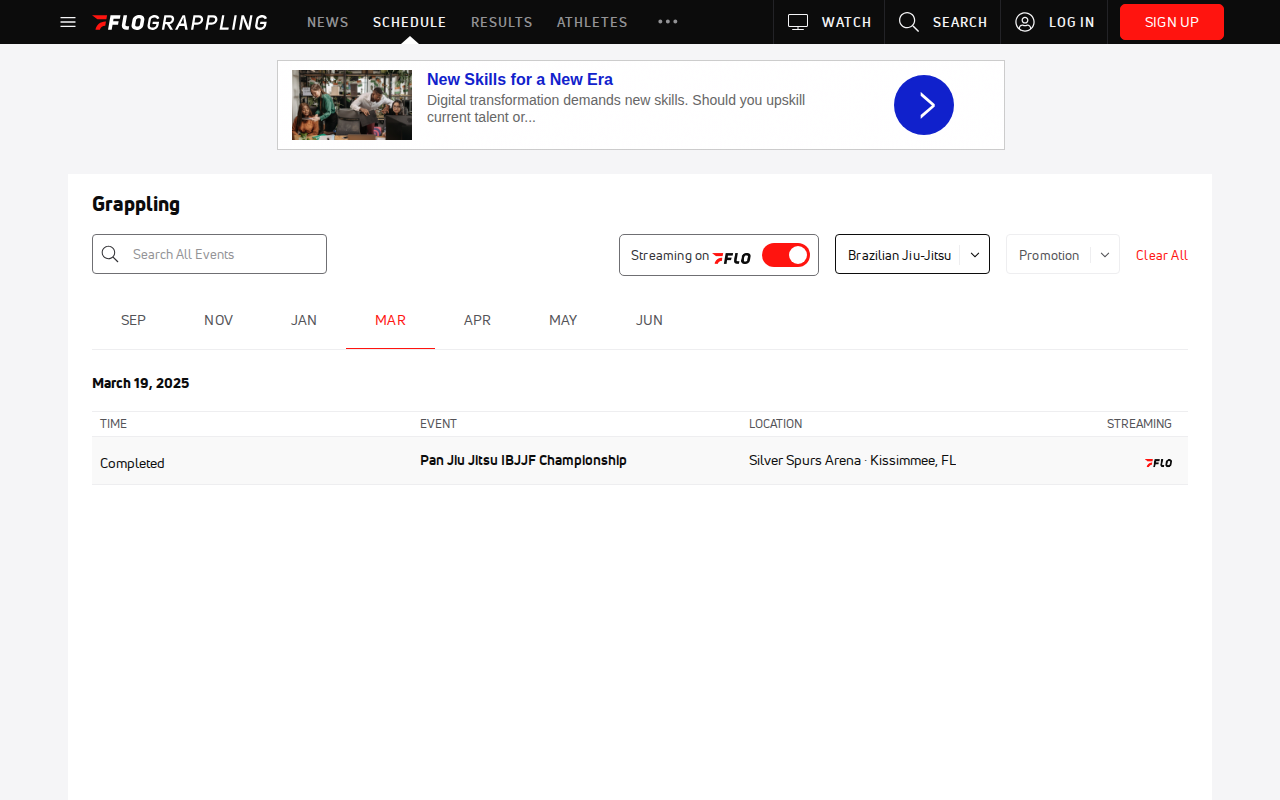 FLOGRAPPLING NEWS SCHEDULE RESULTS ATHLETES WATCH SEARCH LOG IN SIGN UP
New Skills for a New Era
Digital transformation demands new skills. Should you upskill
current talent or...
Grappling
Search All Events Streaming on FLO Brazilian Jiu-Jitsu Promotion Clear All
SEP NOV JAN MAR APR MAY JUN
March 19, 2025
TIME EVENT LOCATION STREAMING
Completed Pan Jiu Jitsu IBJJF Championship Silver Spurs Arena · Kissimmee, FL FLO